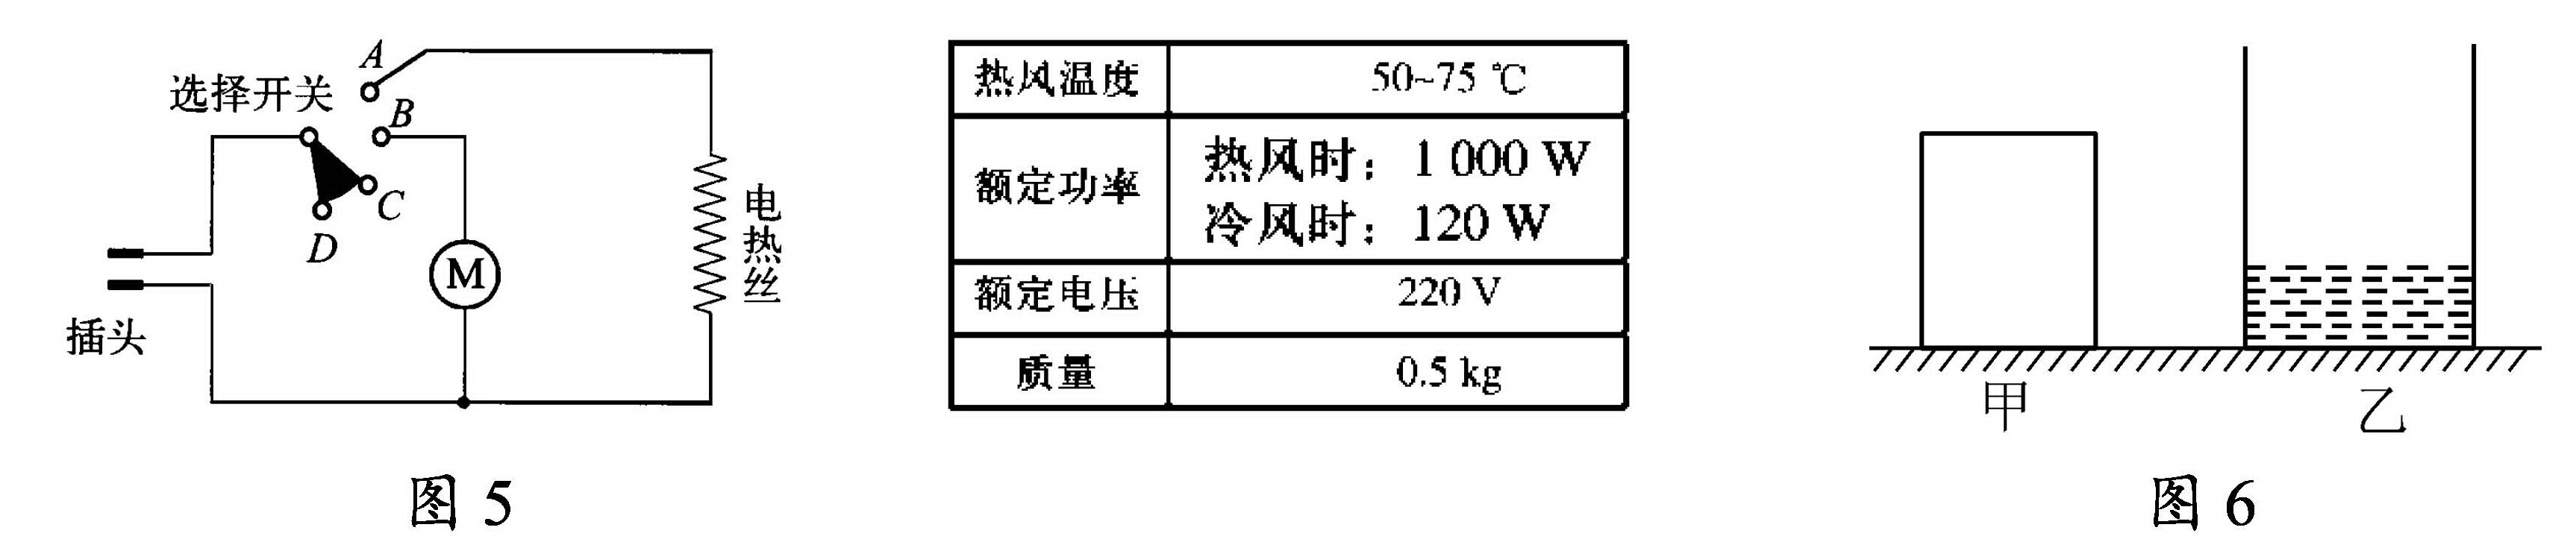 选择开关
A
B
C
D
M
电热丝
插头
图 5
热风温度 50~75 ℃
额定功率 热风时：1 000 W
冷风时：120 W
额定电压 220 V
质量 0.5 kg
甲
乙
图 6